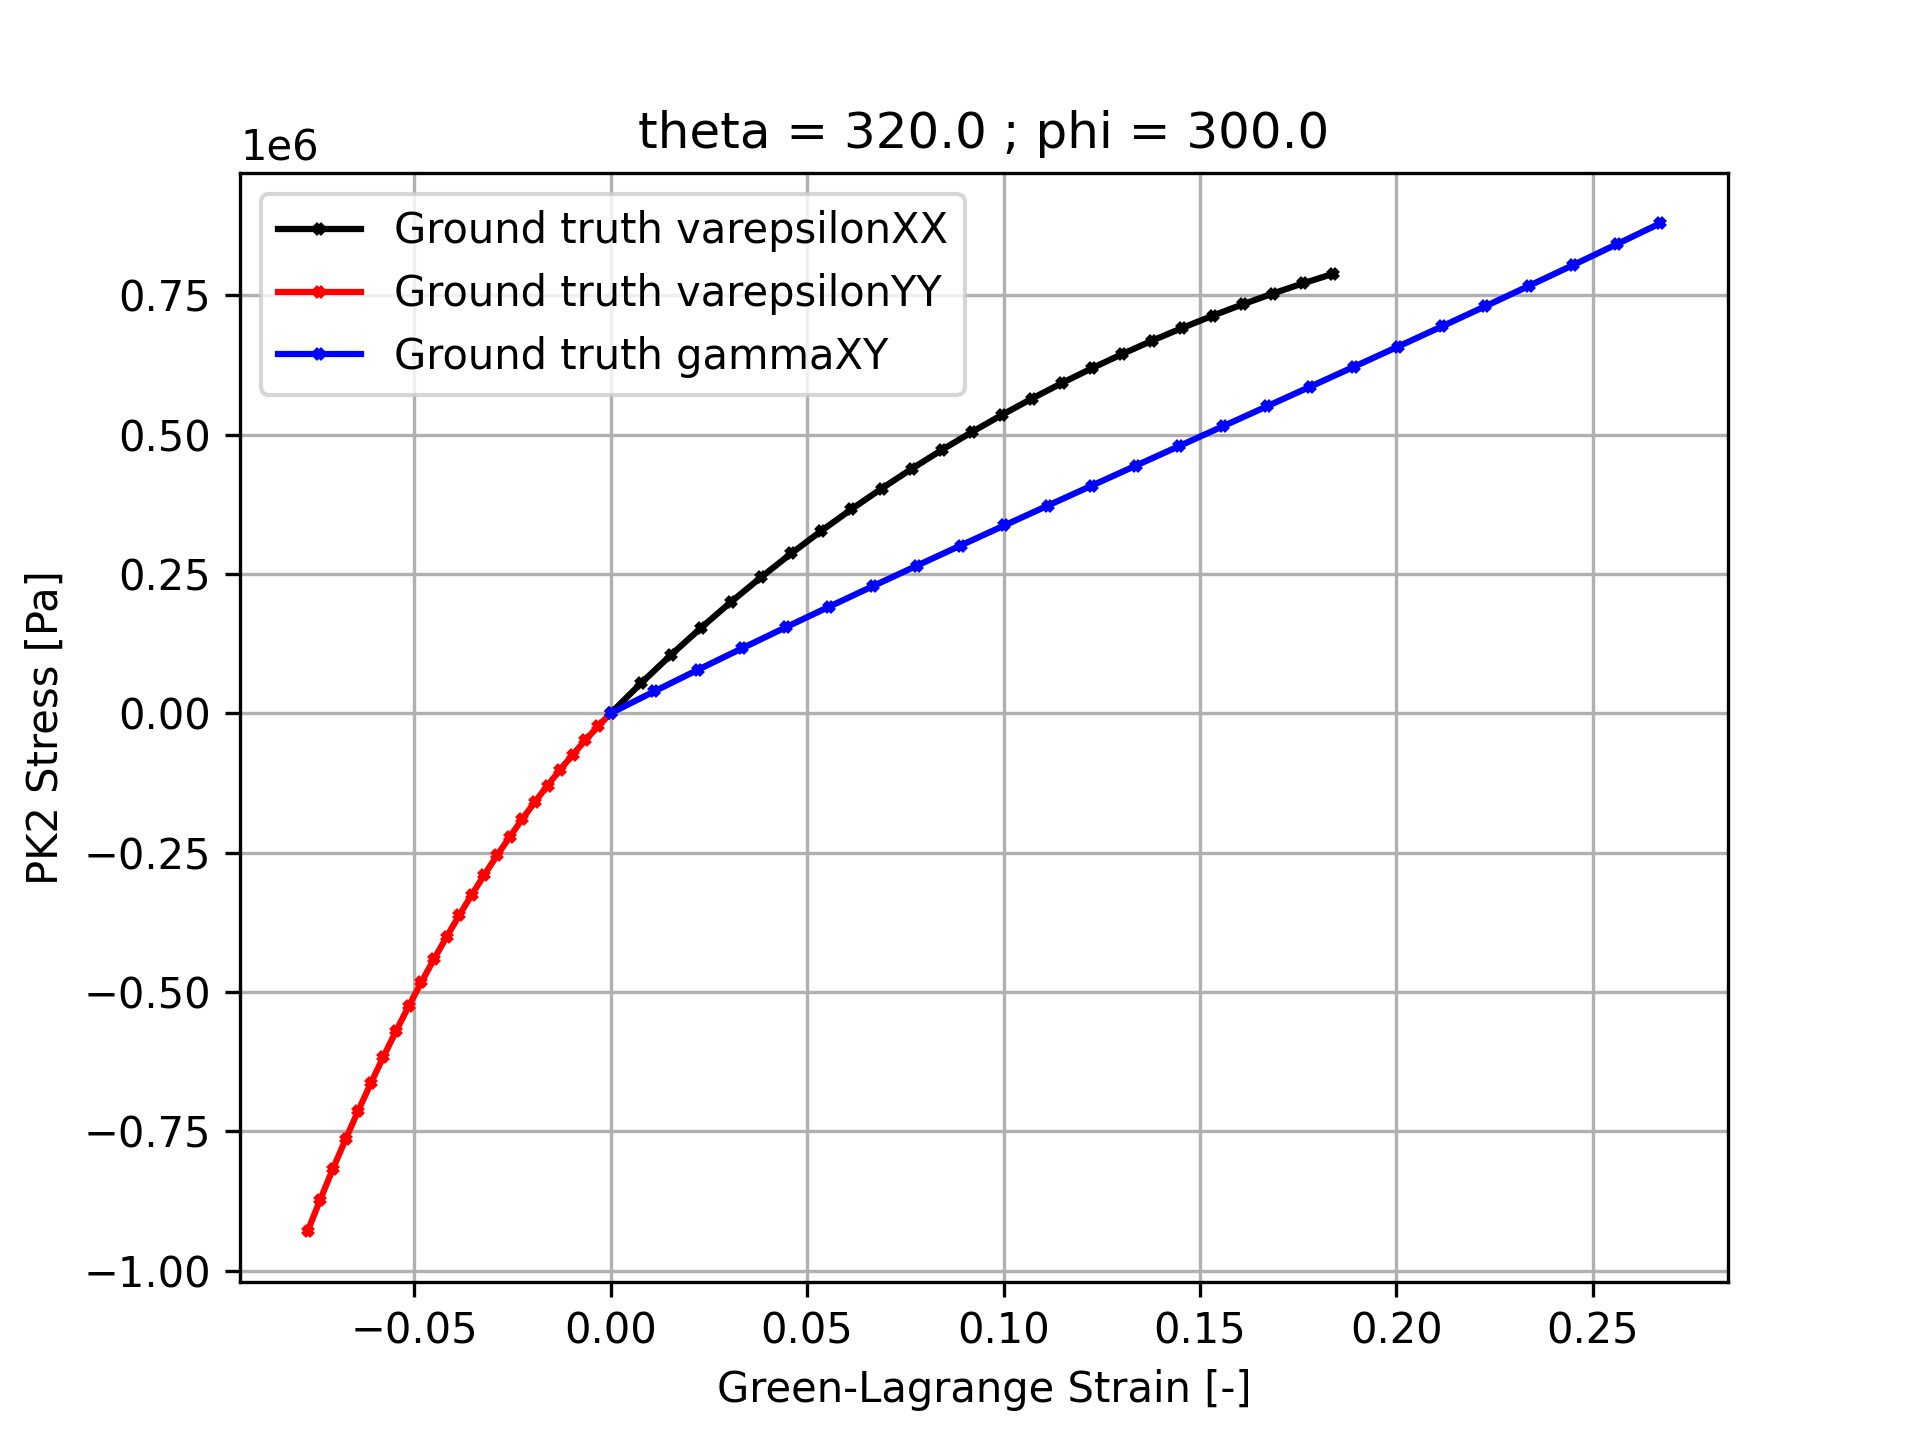 theta = 320.0 ; phi = 300.0
1e6
Ground truth varepsilonXX
Ground truth varepsilonYY
Ground truth gammaXY
0.75
0.50
0.25
0.00
−0.25
−0.50
−0.75
−1.00
PK2 Stress [Pa]
−0.05 0.00 0.05 0.10 0.15 0.20 0.25
Green-Lagrange Strain [-]